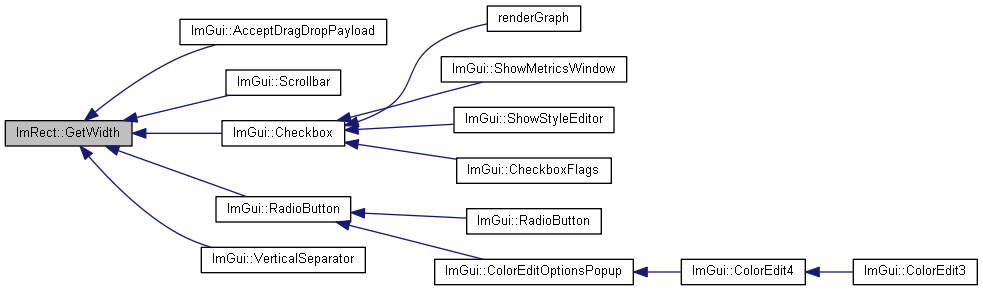 renderGraph
ImGui::AcceptDragDropPayload
ImGui::ShowMetricsWindow
ImGui::Scrollbar
ImGui::ShowStyleEditor
ImRect::GetWidth
ImGui::Checkbox
ImGui::CheckboxFlags
ImGui::RadioButton
ImGui::RadioButton
ImGui::VerticalSeparator
ImGui::ColorEditOptionsPopup
ImGui::ColorEdit4
ImGui::ColorEdit3